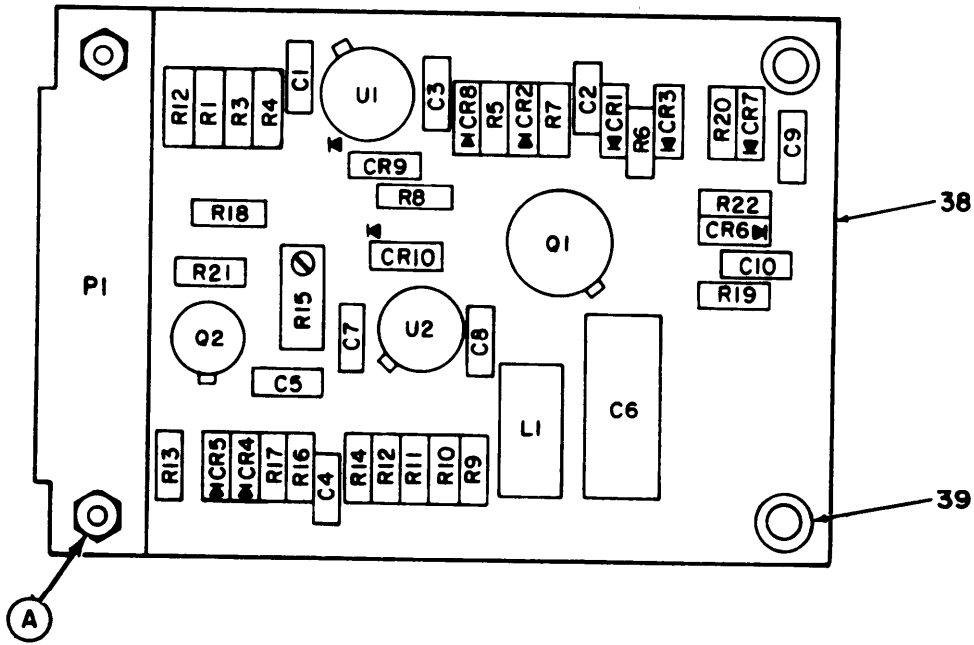 R12 R1 R3 R4 C1 U1 C3 CR8 R5 CR2 R7 C2 CR1 R6 CR3 R20 CR7 C9
CR9
R8
R18
R22
CR6
38
Q1
CR10
C10
R21
R19
P1
R15
Q2
C7
U2
C8
C5
L1
C6
R13 CR5 CR4 R17 R16 C4 R14 R12 R11 R10 R9
39
A